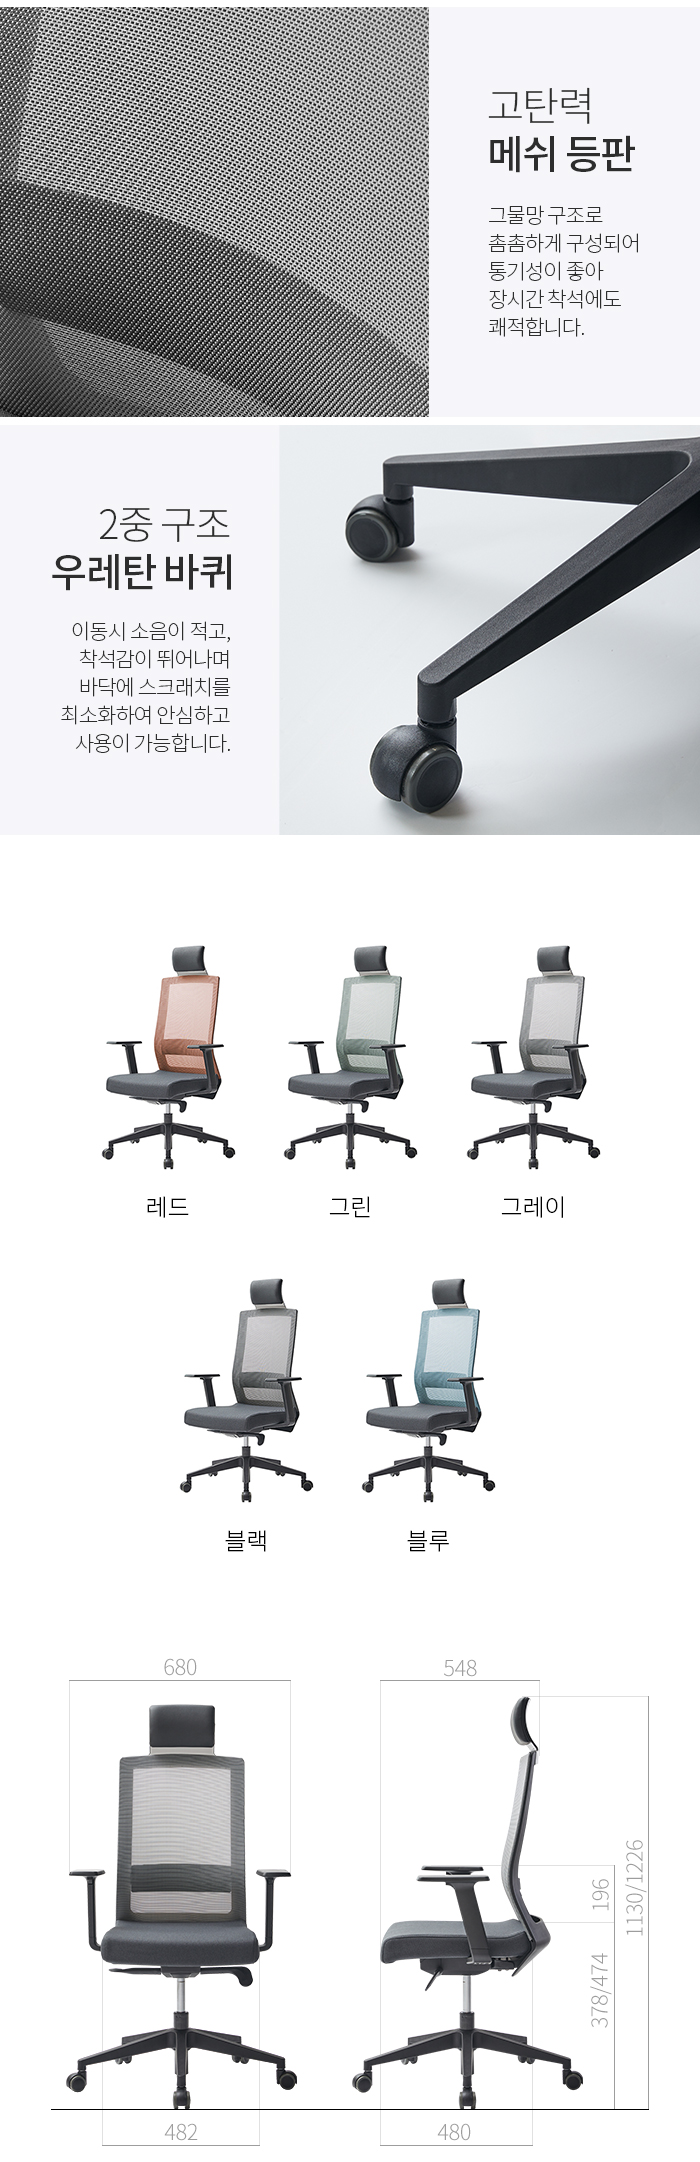 고탄력
메쉬 등판
그물망 구조로
촘촘하게 구성되어
통기성이 좋아
장시간 착석에도
쾌적합니다.
2중 구조
우레탄 바퀴
이동시 소음이 적고,
착석감이 뛰어나며
바닥에 스크래치를
최소화하여 안심하고
사용이 가능합니다.
레드
그린
그레이
블랙
블루
680
548
196
1130/1226
378/474
482
480